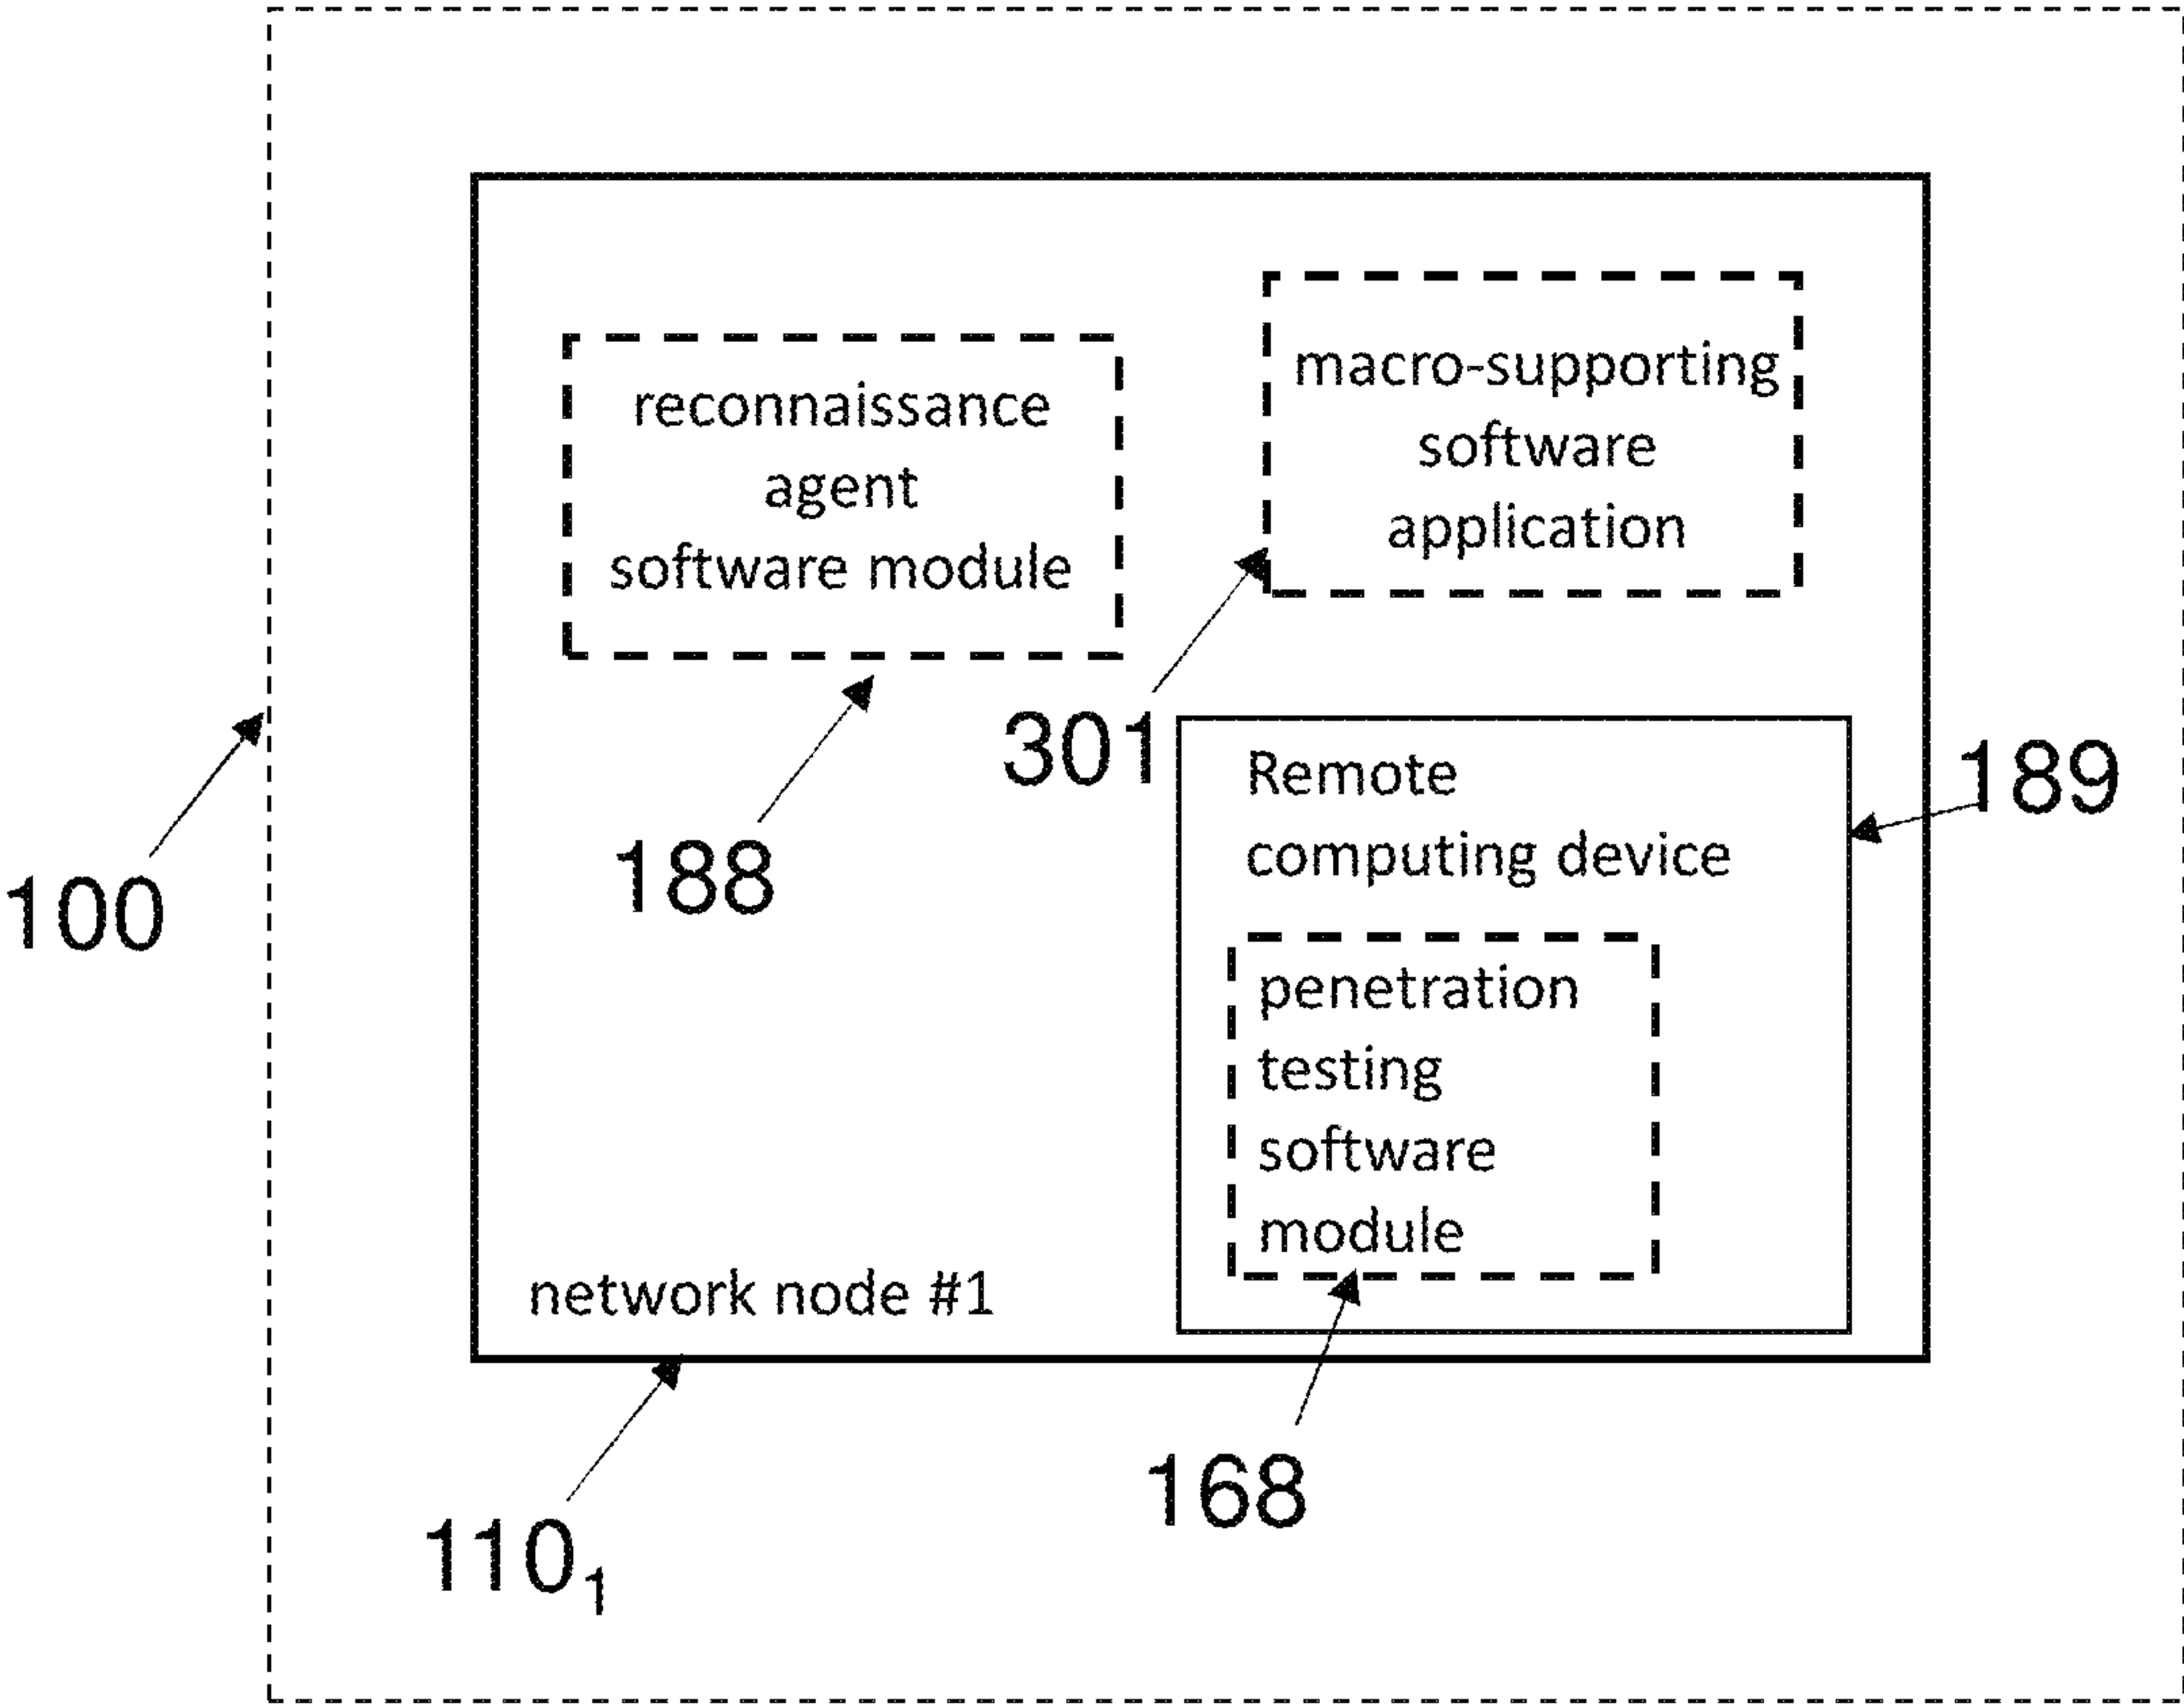 reconnaissance
agent
software module
macro-supporting
software
application
301
188
Remote
computing device
189
100
penetration
testing
software
module
network node #1
168
110₁